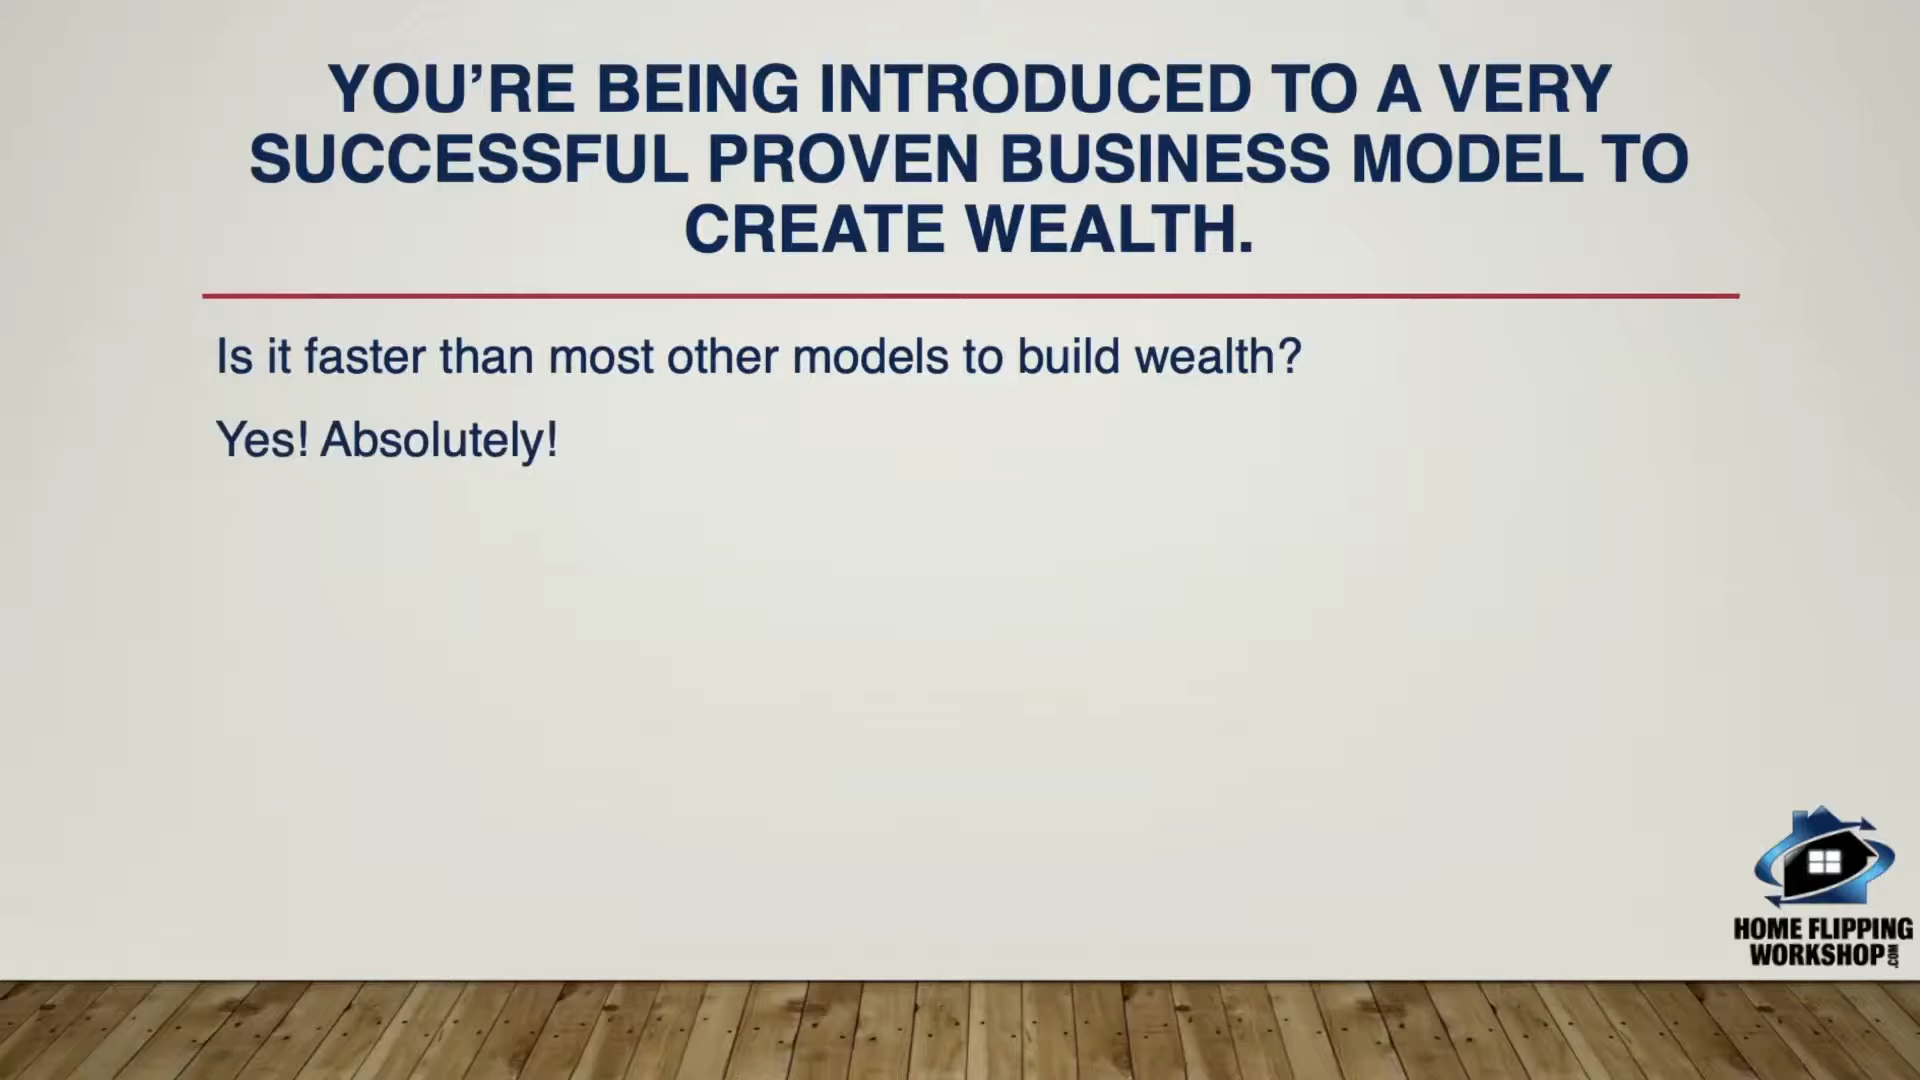 YOU’RE BEING INTRODUCED TO A VERY
SUCCESSFUL PROVEN BUSINESS MODEL TO
CREATE WEALTH.
Is it faster than most other models to build wealth?
Yes! Absolutely!
HOME FLIPPING
WORKSHOP.COM